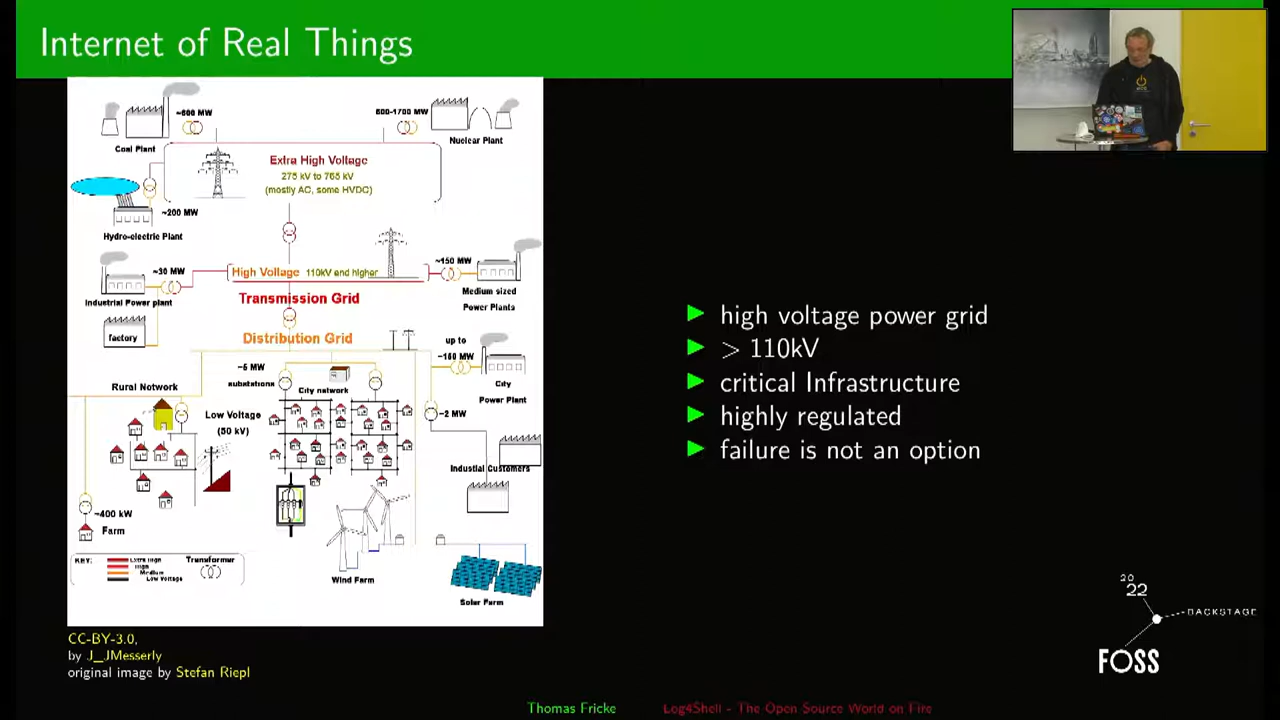 Internet of Real Things
~600 MW
600-1700 MW
Coal Plant
Nuclear Plant
Extra High Voltage
275 kV to 765 kV
(mostly AC, some HVDC)
~200 MW
Hydro-electric Plant
~30 MW
High Voltage 110kV and higher
~150 MW
Industrial Power plant
Medium sized
Power Plants
Transmission Grid
factory
Distribution Grid
up to
~150 MW
~5 MW
substations
City network
City
Power Plant
Rural Network
Low Voltage
(50 kV)
~2 MW
Industial Customers
~400 kW
Farm
Wind Farm
Solar Farm
KEY:
Extra High
High
Medium
Low Voltage
Transformer
high voltage power grid
> 110kV
critical Infrastructure
highly regulated
failure is not an option
CC-BY-3.0,
by J_JMesserly
original image by Stefan Riepl
20
22
BACKSTAGE
FOSS
Thomas Fricke
Log4Shell - The Open Source World on Fire